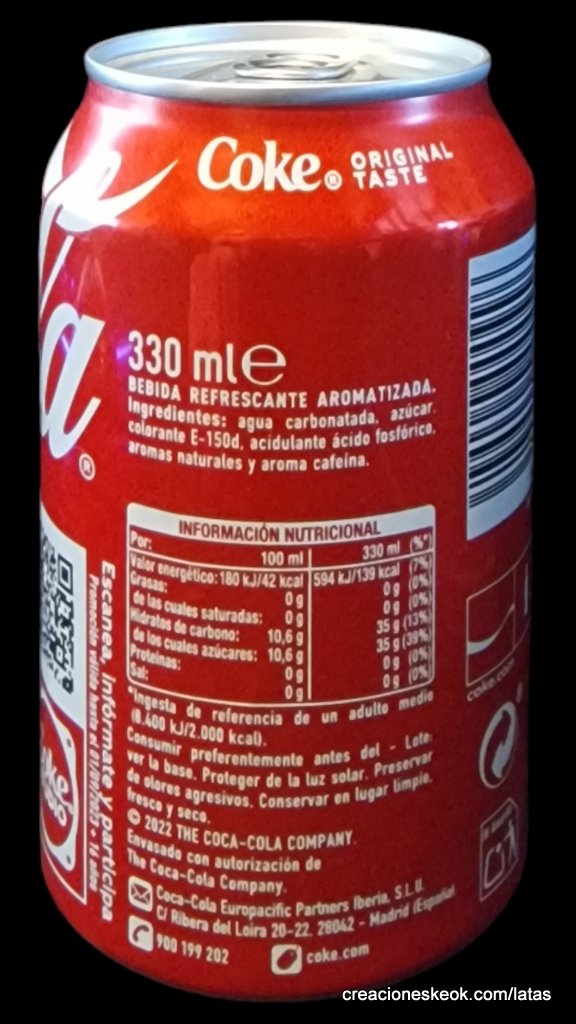 Coke® ORIGINAL
TASTE
a®
330 ml e
BEBIDA REFRESCANTE AROMATIZADA.
Ingredientes: agua carbonatada, azúcar,
colorante E-150d, acidulante ácido fosfórico,
aromas naturales y aroma cafeína.
INFORMACIÓN NUTRICIONAL
Por: 100 ml 330 ml (%*)
Valor energético: 180 kJ/42 kcal 594 kJ/139 kcal (7%)
Grasas: 0 g 0 g (0%)
de las cuales saturadas: 0 g 0 g (0%)
Hidratos de carbono: 10,6 g 35 g (13%)
de los cuales azúcares: 10,6 g 35 g (39%)
Proteínas: 0 g 0 g (0%)
Sal: 0 g 0 g (0%)
*Ingesta de referencia de un adulto medio
(8.400 kJ/2.000 kcal).
Consumir preferentemente antes del - Lote:
ver la base. Proteger de la luz solar. Preservar
de olores agresivos. Conservar en lugar limpio,
fresco y seco.
© 2022 THE COCA-COLA COMPANY.
Envasado con autorización de
The Coca-Cola Company.
Coca-Cola Europacific Partners Iberia, S.L.U.
C/ Ribera del Loira 20-22. 28042 - Madrid (España)
900 199 202 coke.com
Escanea, infórmate y participa
Promoción válida hasta el
coke.com
creacioneskeok.com/latas